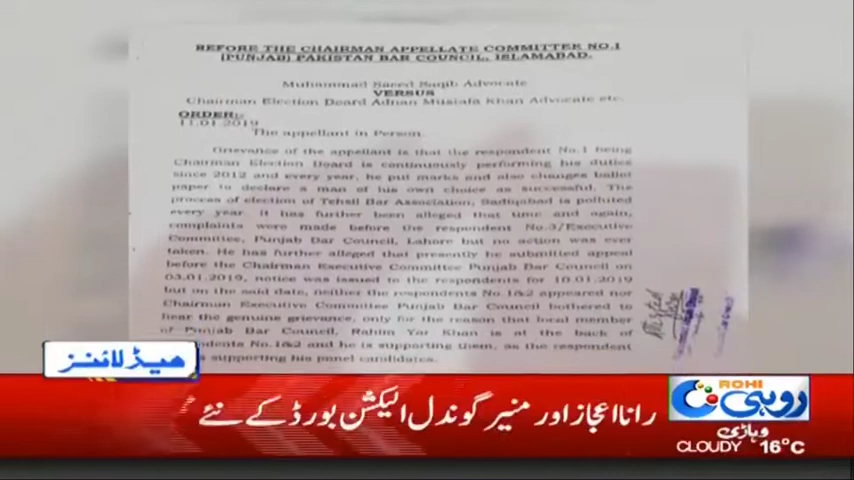 BEFORE THE CHAIRMAN APPELLATE COMMITTEE NO.1
(PUNJAB) PAKISTAN BAR COUNCIL, ISLAMABAD.
Muhammad Saeed Saqib Advocate
VERSUS
Chairman Election Board Adnan Mustafa Khan Advocate etc.
ORDER:-
11.01.2019
The appellant in Person.
Grievance of the appellant is that the respondent No.1 being
Chairman Election Board is continuously performing his duties
since 2012 and every year, he put marks and also changes ballot
paper to declare a man of his own choice as successful. The
process of election of Tehsil Bar Association, Sadiqabad is polluted
every year. It has further been alleged that time and again,
complaints were made before the respondent No.3/Executive
Committee, Punjab Bar Council, Lahore but no action was ever
taken. He has further alleged that presently he submitted appeal
before the Chairman Executive Committee Punjab Bar Council on
03.01.2019, notice was issued to the respondents for 10.01.2019
but on the said date, neither the respondents No.1&2 appeared nor
Chairman Executive Committee Punjab Bar Council bothered to
hear the genuine grievance, only for the reason that local member
of Punjab Bar Council, Rahim Yar Khan is at the back of
No.1&2 and he is supporting them, as the respondent
supporting his panel candidates.
ہیڈلائنز
رانا اعجاز اور منیر گوندل الیکشن بورڈ کے نئے
ROHI
روہی
وہاڑی
CLOUDY 16°C